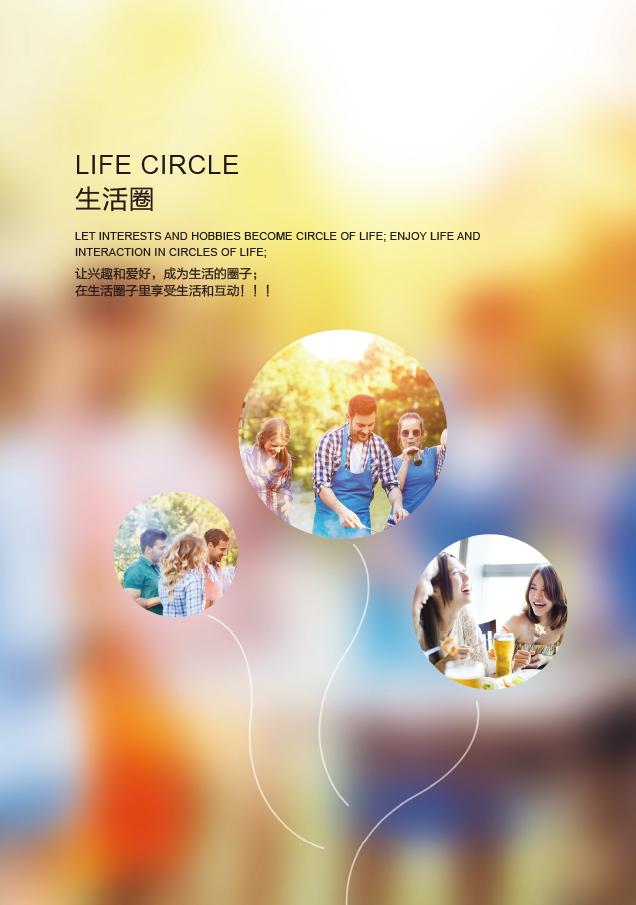 LIFE CIRCLE
生活圈
LET INTERESTS AND HOBBIES BECOME CIRCLE OF LIFE; ENJOY LIFE AND
INTERACTION IN CIRCLES OF LIFE;
让兴趣和爱好，成为生活的圈子；
在生活圈子里享受生活和互动！！！